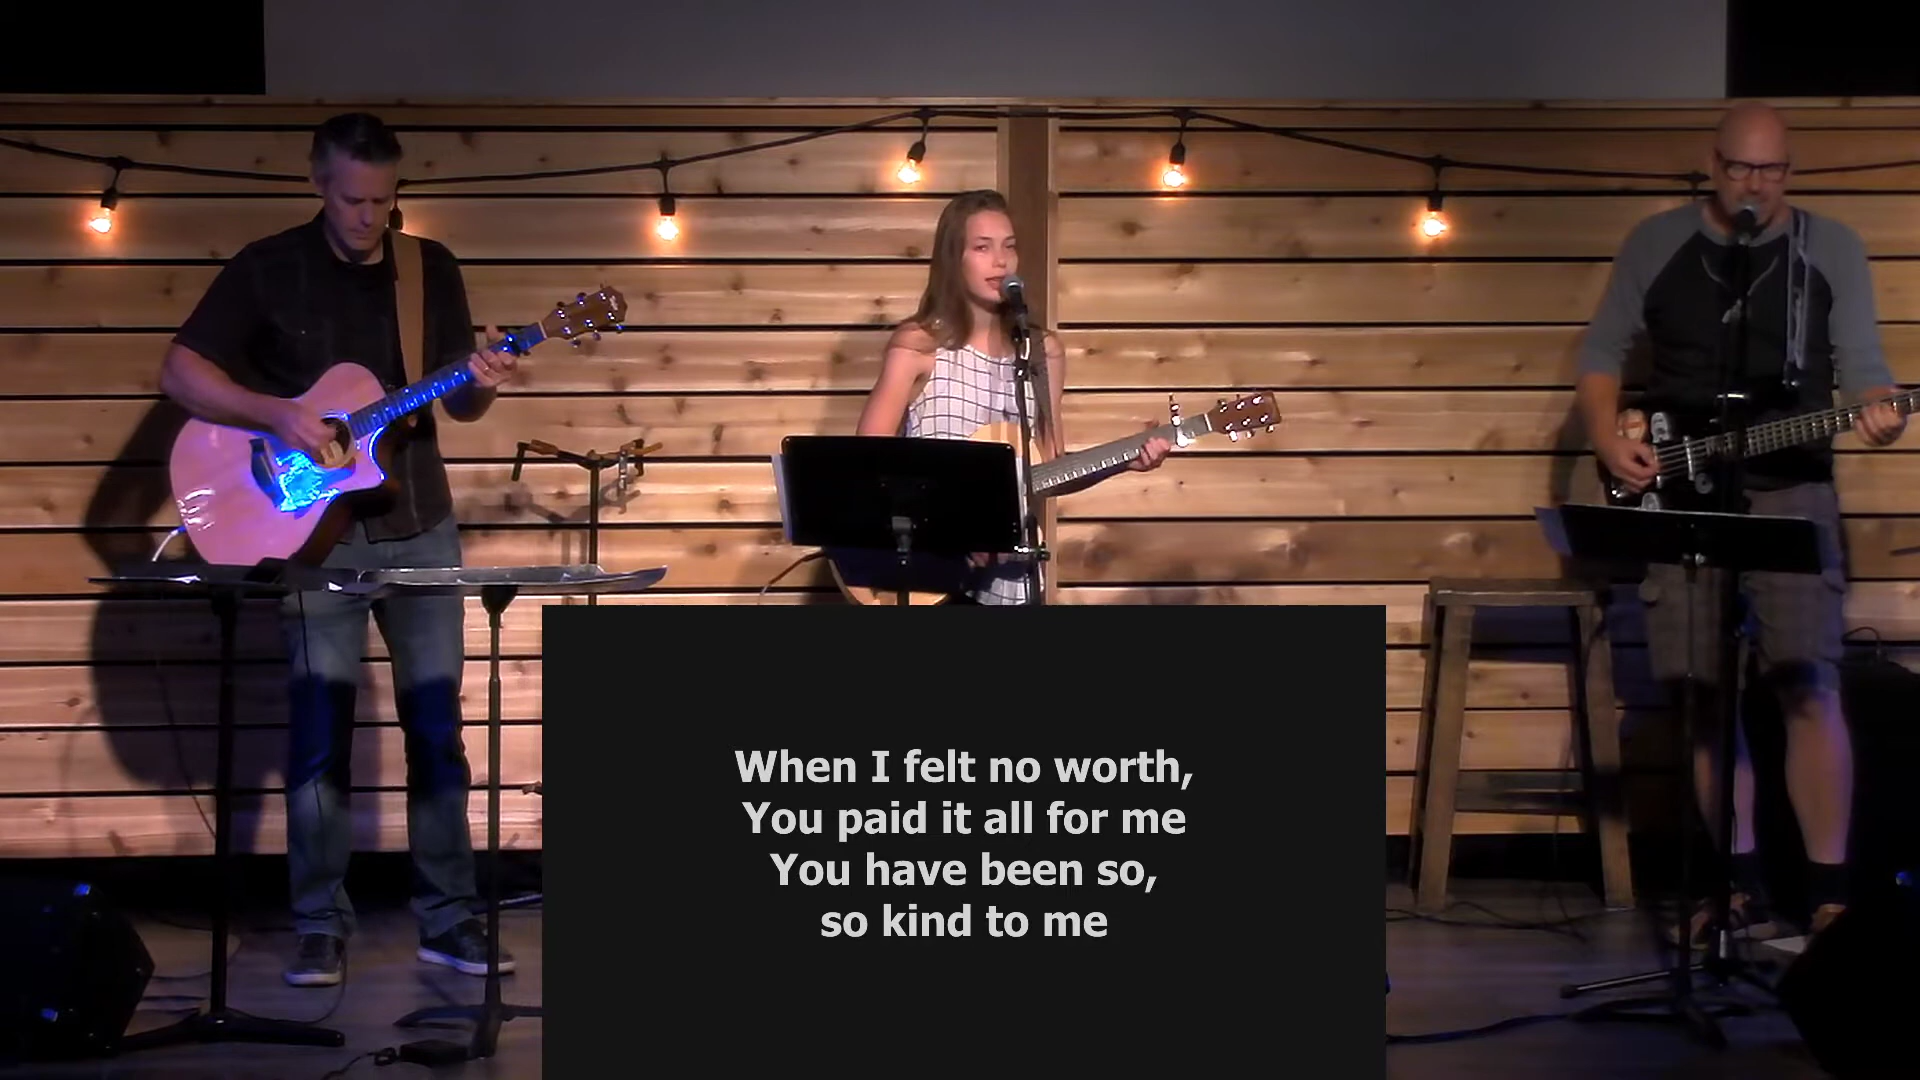 When I felt no worth,
You paid it all for me
You have been so,
so kind to me